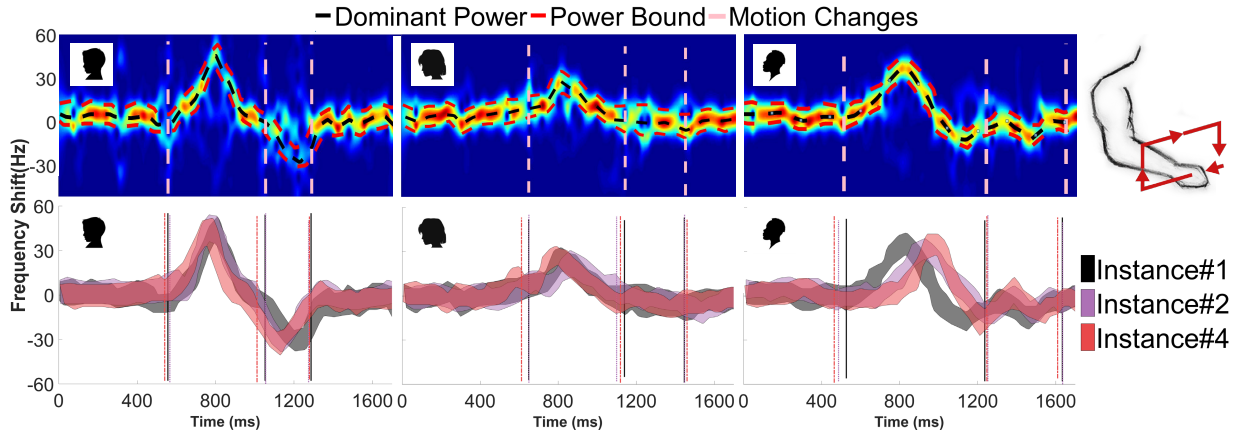 Dominant Power Power Bound Motion Changes
60
30
0
-30
60
30
0
-30
-60
Frequency Shift(Hz)
Instance#1
Instance#2
Instance#4
0 400 800 1200 1600 0 400 800 1200 1600 0 400 800 1200 1600
Time (ms) Time (ms) Time (ms)